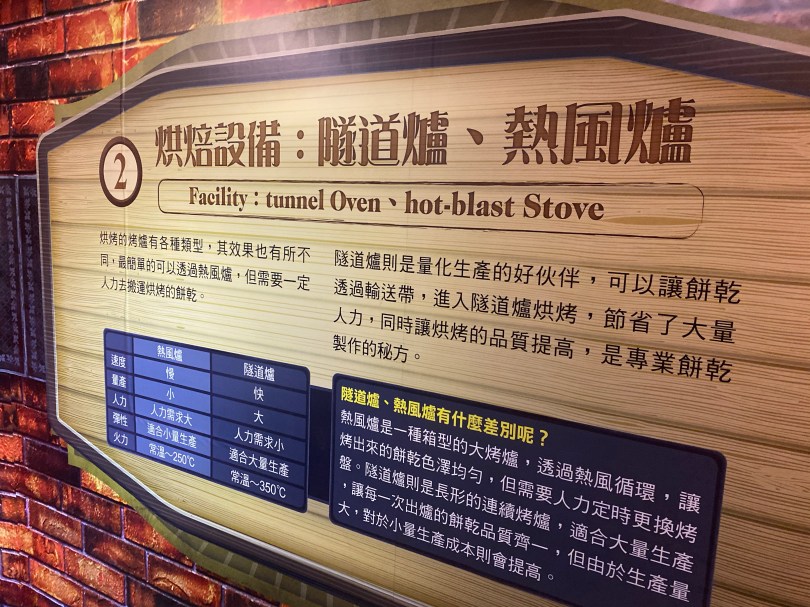 2
烘焙設備：隧道爐、熱風爐
Facility：tunnel Oven、hot-blast Stove
烘烤的烤爐有各種類型，其效果也有所不
同，最簡單的可以透過熱風爐，但需要一定
人力去搬運烘烤的餅乾。
隧道爐則是量化生產的好伙伴，可以讓餅乾
透過輸送帶，進入隧道爐烘烤，節省了大量
人力，同時讓烘烤的品質提高，是專業餅乾
製作的秘方。
熱風爐 隧道爐
速度 慢 快
量產 小 大
人力 人力需求大 人力需求小
彈性 適合小量生產 適合大量生產
火力 常溫～250℃ 常溫～350℃
隧道爐、熱風爐有什麼差別呢？
熱風爐是一種箱型的大烤爐，透過熱風循環，讓
烤出來的餅乾色澤均勻，但需要人力定時更換烤
盤。隧道爐則是長形的連續烤爐，適合大量生產
，讓每一次出爐的餅乾品質齊一，但由於生產量
大，對於小量生產成本則會提高。